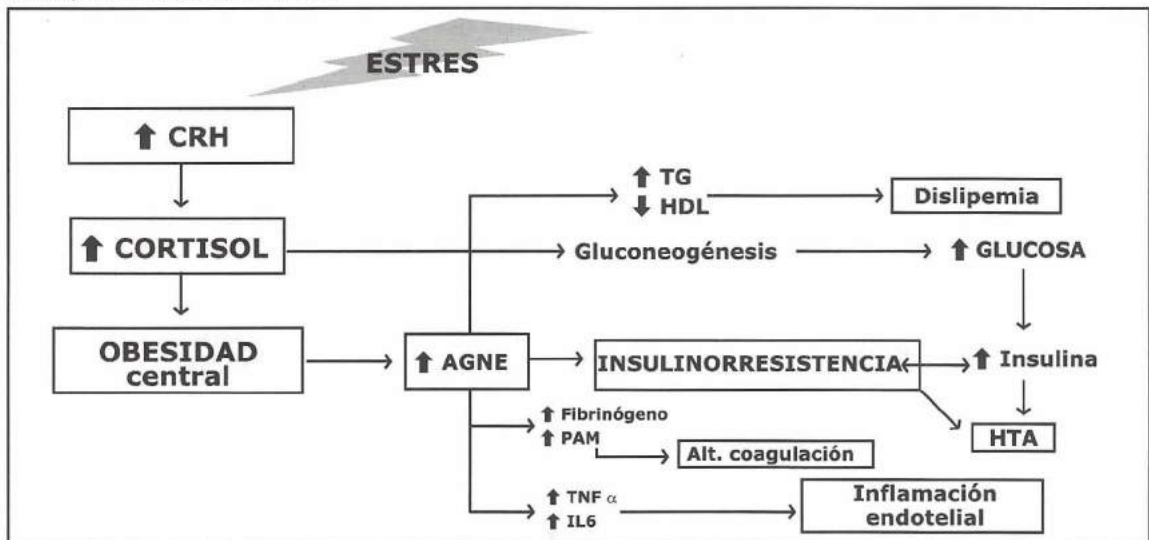 ESTRES
⬆ CRH
⬆ TG
⬇ HDL
Dislipemia
⬆ CORTISOL
Gluconeogénesis
⬆ GLUCOSA
OBESIDAD
central
⬆ AGNE
INSULINORRESISTENCIA
⬆ Insulina
⬆ Fibrinógeno
⬆ PAM
Alt. coagulación
HTA
⬆ TNF α
⬆ IL6
Inflamación
endotelial